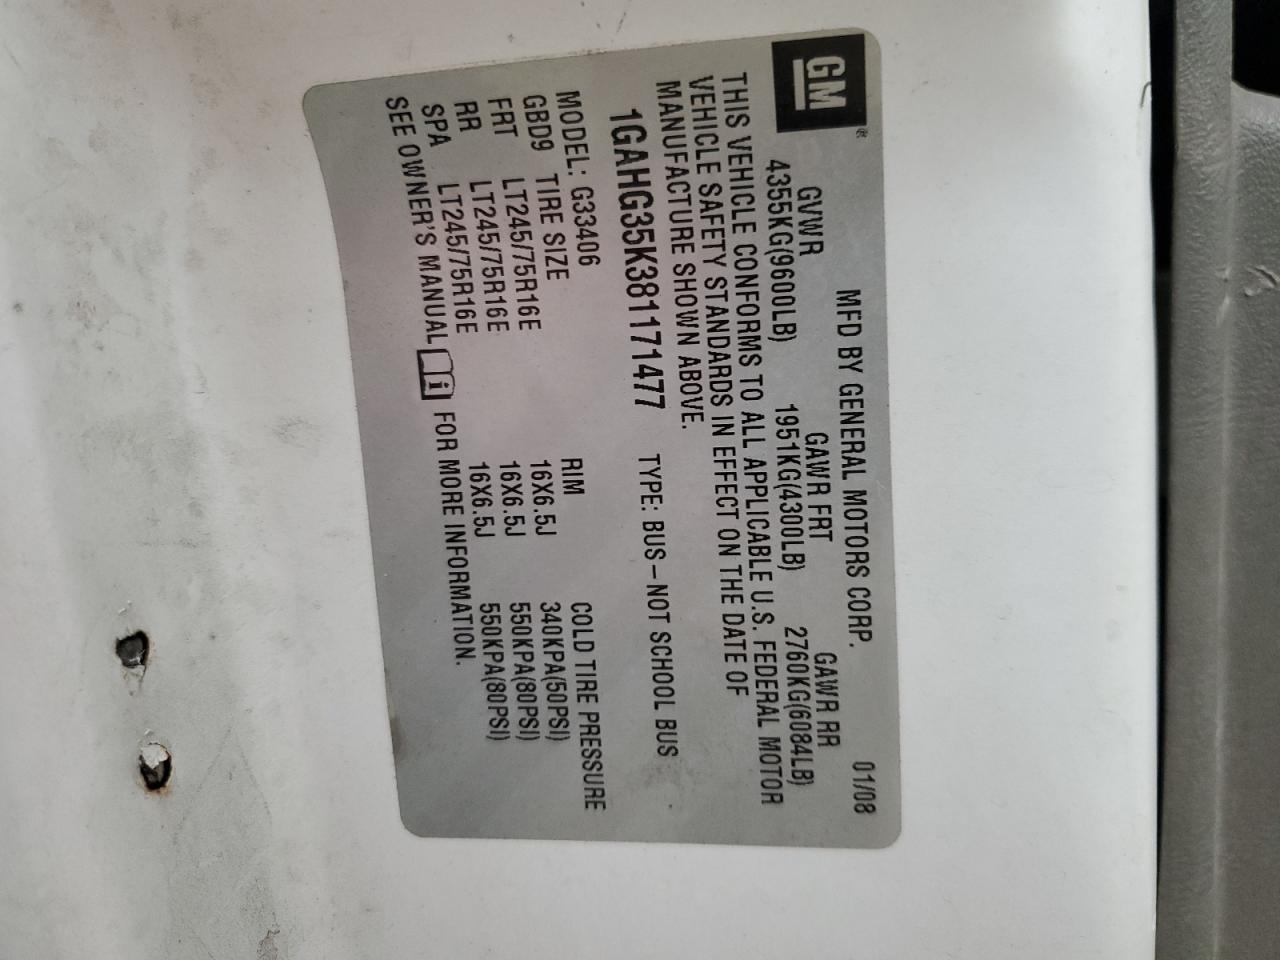 GM®
MFD BY GENERAL MOTORS CORP. 01/08
GVWR GAWR FRT GAWR RR
4355KG(9600LB) 1951KG(4300LB) 2760KG(6084LB)
THIS VEHICLE CONFORMS TO ALL APPLICABLE U.S. FEDERAL MOTOR
VEHICLE SAFETY STANDARDS IN EFFECT ON THE DATE OF
MANUFACTURE SHOWN ABOVE.
1GAHG35K381171477 TYPE: BUS-NOT SCHOOL BUS
MODEL: G33406
GBD9 TIRE SIZE RIM COLD TIRE PRESSURE
FRT LT245/75R16E 16X6.5J 340KPA(50PSI)
RR LT245/75R16E 16X6.5J 550KPA(80PSI)
SPA LT245/75R16E 16X6.5J 550KPA(80PSI)
SEE OWNER'S MANUAL i FOR MORE INFORMATION.